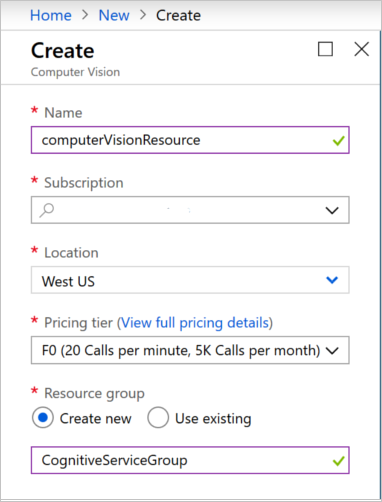 Home > New > Create
Create
Computer Vision
* Name
computerVisionResource
* Subscription
* Location
West US
* Pricing tier (View full pricing details)
F0 (20 Calls per minute, 5K Calls per month)
* Resource group
Create new Use existing
CognitiveServiceGroup